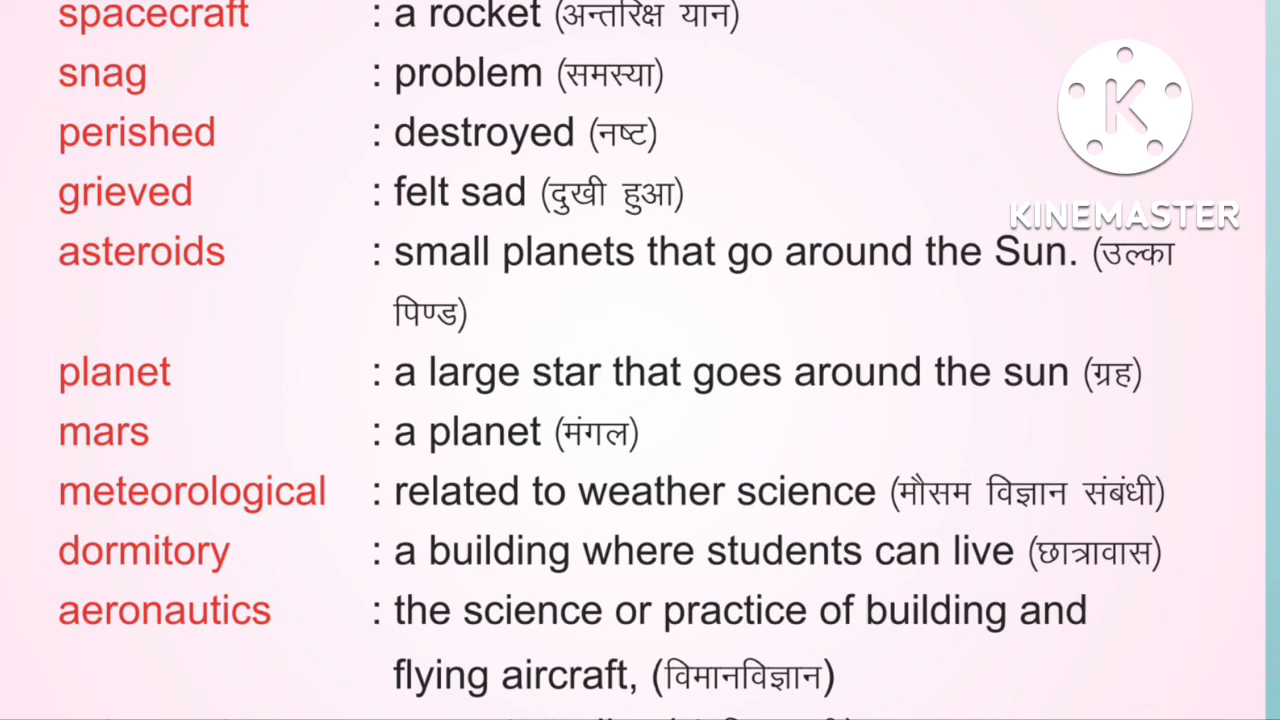 spacecraft : a rocket (अन्तरिक्ष यान)
snag : problem (समस्या)
perished : destroyed (नष्ट)
grieved : felt sad (दुखी हुआ)
KINEMASTER
asteroids : small planets that go around the Sun. (उल्का
पिण्ड)
planet : a large star that goes around the sun (ग्रह)
mars : a planet (मंगल)
meteorological : related to weather science (मौसम विज्ञान संबंधी)
dormitory : a building where students can live (छात्रावास)
aeronautics : the science or practice of building and
flying aircraft, (विमानविज्ञान)